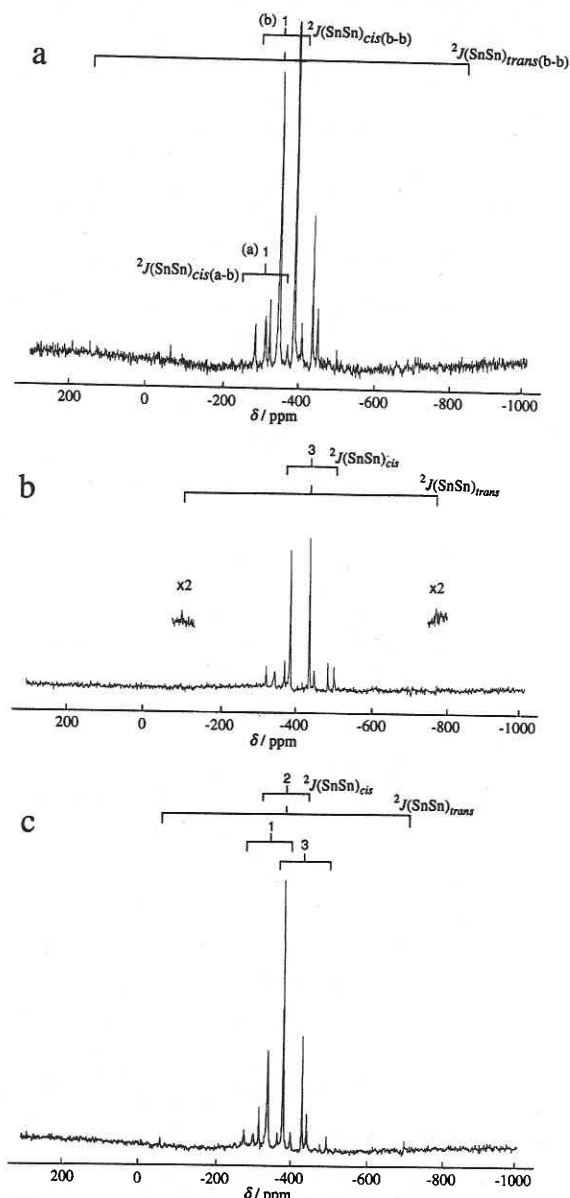 a
(b) 1 ²J(SnSn)cis(b-b)
²J(SnSn)trans(b-b)
(a) 1
²J(SnSn)cis(a-b)
200 0 -200 -400 -600 -800 -1000
δ / ppm
b
3 ²J(SnSn)cis
²J(SnSn)trans
x2 x2
200 0 -200 -400 -600 -800 -1000
δ / ppm
c
2 ²J(SnSn)cis
²J(SnSn)trans
1
3
200 0 -200 -400 -600 -800 -1000
δ / ppm